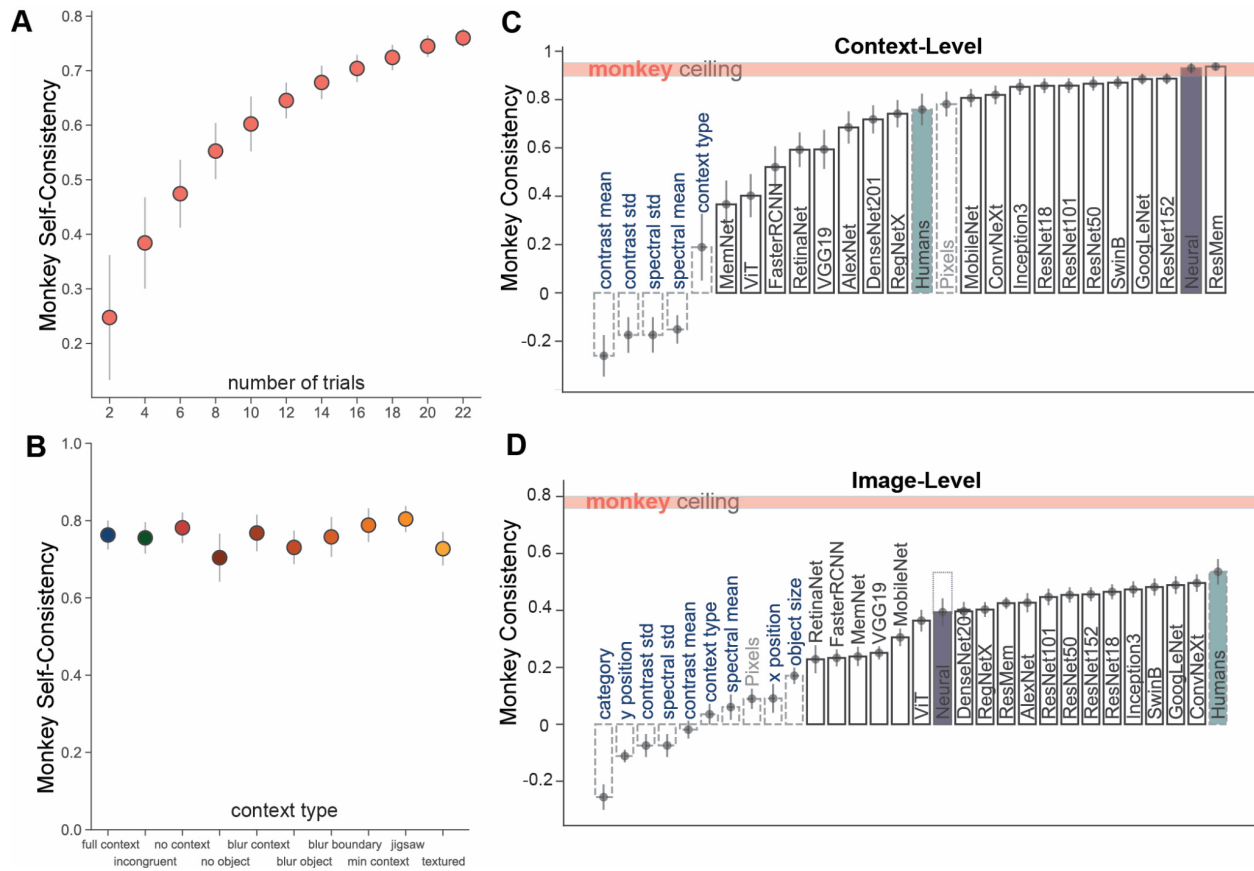 A
Monkey Self-Consistency
0.8
0.7
0.6
0.5
0.4
0.3
0.2
number of trials
2 4 6 8 10 12 14 16 18 20 22
B
Monkey Self-Consistency
1.0
0.8
0.6
0.4
0.2
0.0
context type
full context no context blur context blur boundary jigsaw
incongruent no object blur object min context textured
C
Context-Level
Monkey Consistency
1
0.8
0.6
0.4
0.2
0
-0.2
monkey ceiling
contrast mean
contrast std
spectral std
spectral mean
context type
MemNet
ViT
FasterRCNN
RetinaNet
VGG19
AlexNet
DenseNet201
RegNetX
Humans
Pixels
MobileNet
ConvNeXt
Inception3
ResNet18
ResNet101
ResNet50
SwinB
GoogLeNet
ResNet152
Neural
ResMem
D
Image-Level
Monkey Consistency
0.8
0.6
0.4
0.2
0
-0.2
monkey ceiling
category
y position
contrast std
spectral std
contrast mean
context type
spectral mean
Pixels
x position
object size
RetinaNet
FasterRCNN
MemNet
VGG19
MobileNet
ViT
Neural
DenseNet201
RegNetX
ResMem
AlexNet
ResNet101
ResNet50
ResNet152
ResNet18
Inception3
SwinB
GoogLeNet
ConvNeXt
Humans